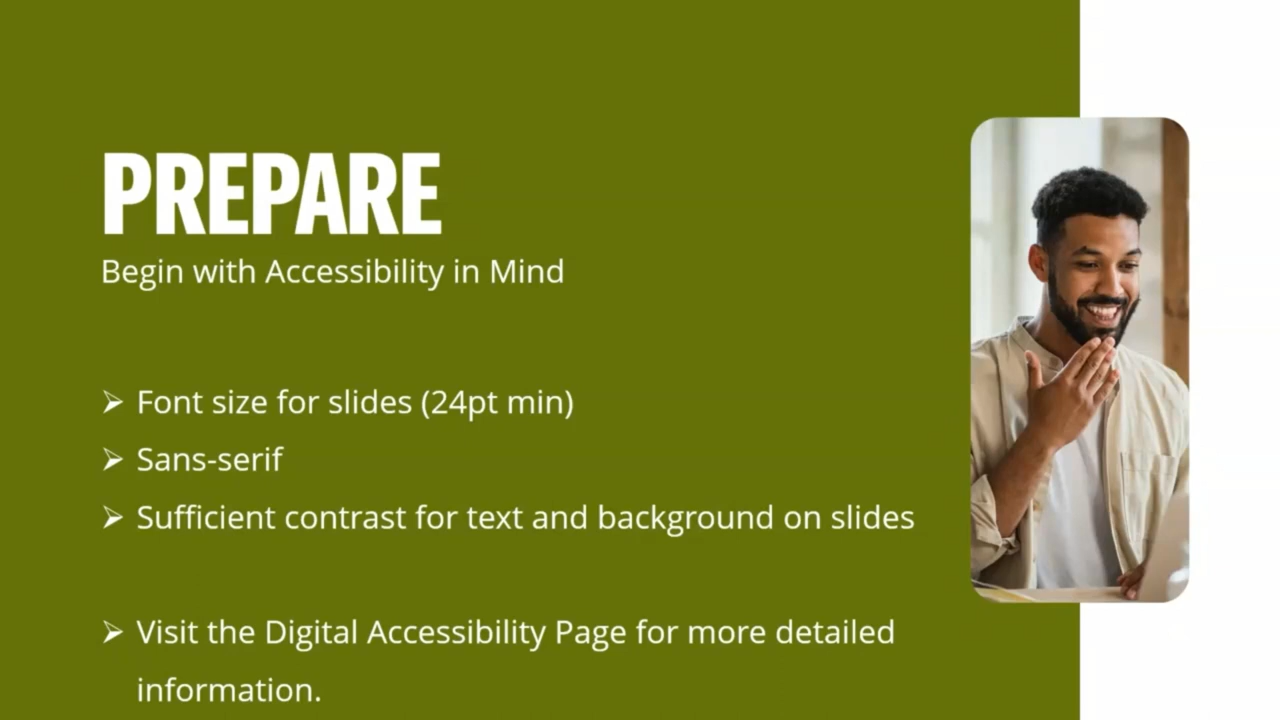 PREPARE
Begin with Accessibility in Mind
➢ Font size for slides (24pt min)
➢ Sans-serif
➢ Sufficient contrast for text and background on slides
➢ Visit the Digital Accessibility Page for more detailed
information.